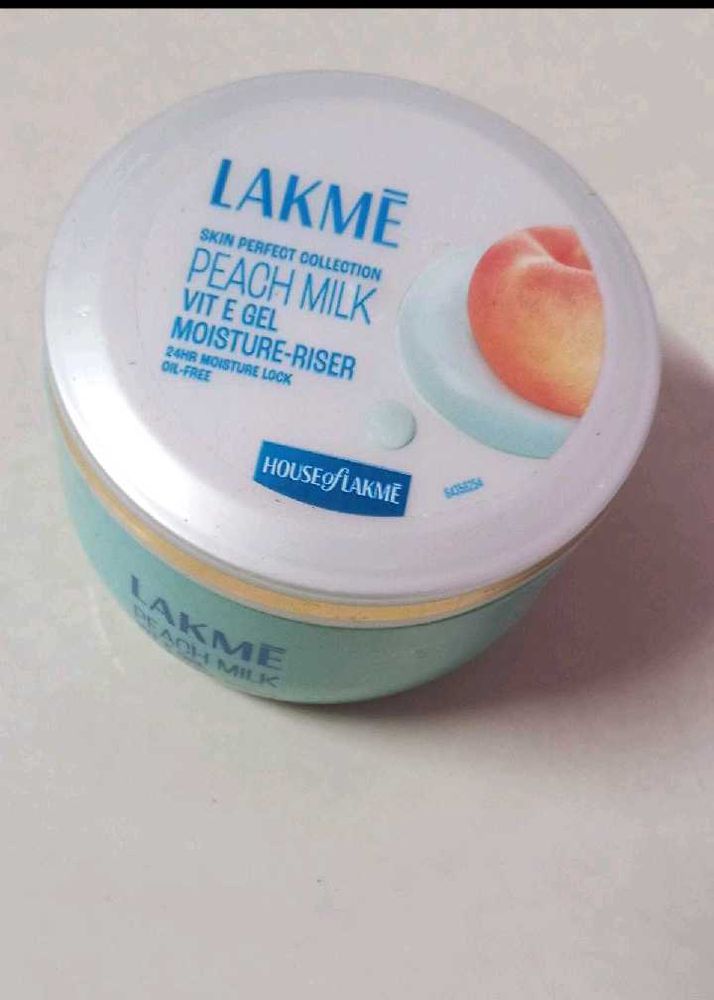 LAKMĒ
SKIN PERFECT COLLECTION
PEACH MILK
VIT E GEL
MOISTURE-RISER
24HR MOISTURE LOCK
OIL-FREE
HOUSE of LAKMĒ
LAKMĒ
PEACH MILK